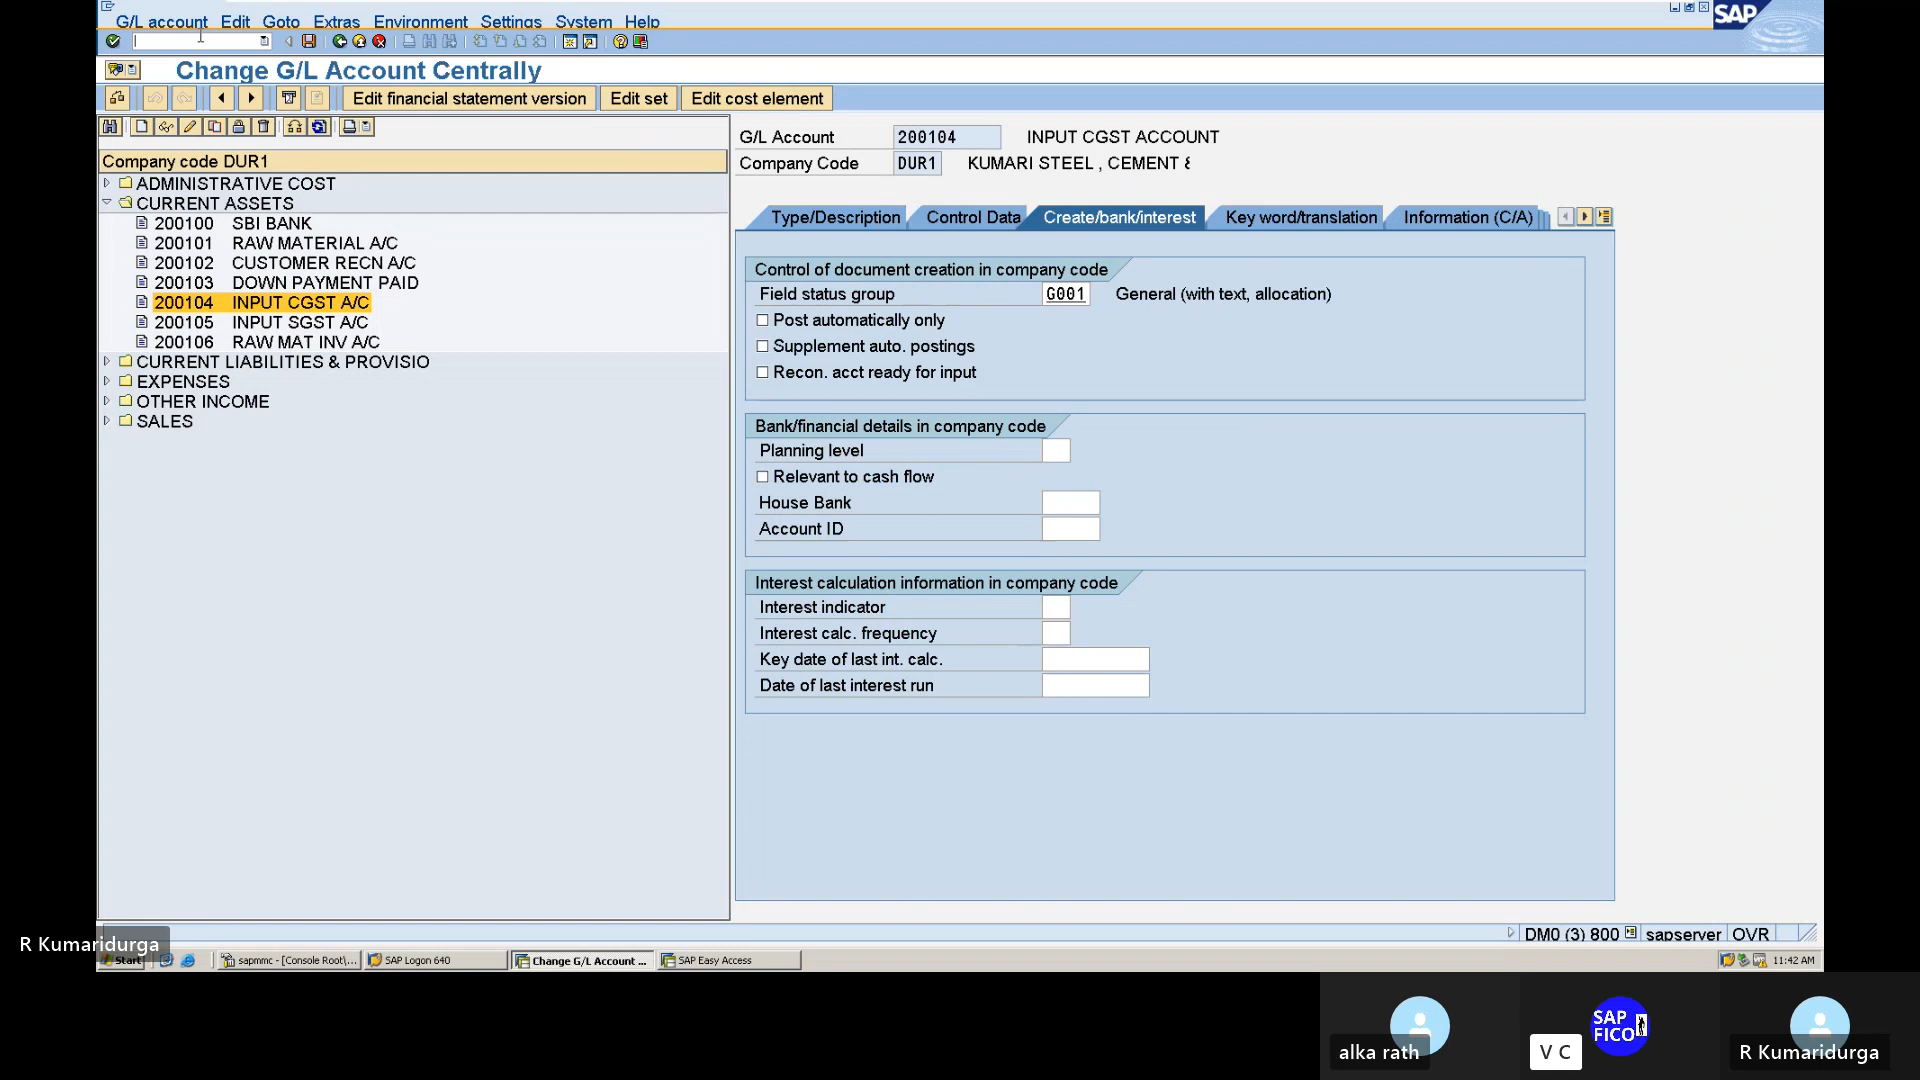 G/L account Edit Goto Extras Environment Settings System Help
SAP
Change G/L Account Centrally
Edit financial statement version Edit set Edit cost element
Company code DUR1
ADMINISTRATIVE COST
CURRENT ASSETS
200100 SBI BANK
200101 RAW MATERIAL A/C
200102 CUSTOMER RECN A/C
200103 DOWN PAYMENT PAID
200104 INPUT CGST A/C
200105 INPUT SGST A/C
200106 RAW MAT INV A/C
CURRENT LIABILITIES & PROVISIO
EXPENSES
OTHER INCOME
SALES
G/L Account 200104 INPUT CGST ACCOUNT
Company Code DUR1 KUMARI STEEL , CEMENT &
Type/Description Control Data Create/bank/interest Key word/translation Information (C/A)
Control of document creation in company code
Field status group G001 General (with text, allocation)
Post automatically only
Supplement auto. postings
Recon. acct ready for input
Bank/financial details in company code
Planning level
Relevant to cash flow
House Bank
Account ID
Interest calculation information in company code
Interest indicator
Interest calc. frequency
Key date of last int. calc.
Date of last interest run
DM0 (3) 800 sapserver OVR
R Kumaridurga
Start sapmmc - [Console Root\... SAP Logon 640 Change G/L Account ... SAP Easy Access 11:42 AM
SAP
FICO
alka rath V C R Kumaridurga